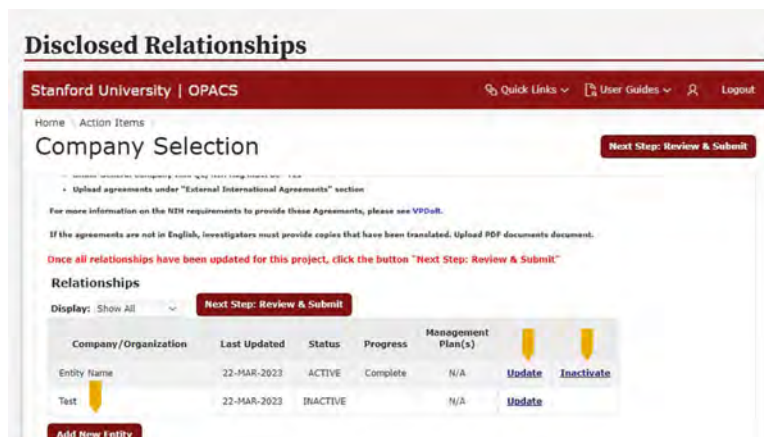 Disclosed Relationships
Stanford University | OPACS Quick Links User Guides Logout
Home \ Action Items \
Company Selection Next Step: Review & Submit
• Upload agreements under "External International Agreements" section
For more information on the NIH requirements to provide these Agreements, please see VPDoR.
If the agreements are not in English, investigators must provide copies that have been translated. Upload PDF documents document.
Once all relationships have been updated for this project, click the button "Next Step: Review & Submit"
Relationships
Display: Show All Next Step: Review & Submit
Company/Organization Last Updated Status Progress Management Plan(s)
Entity Name 22-MAR-2023 ACTIVE Complete N/A Update Inactivate
Test 22-MAR-2023 INACTIVE N/A Update
Add New Entity